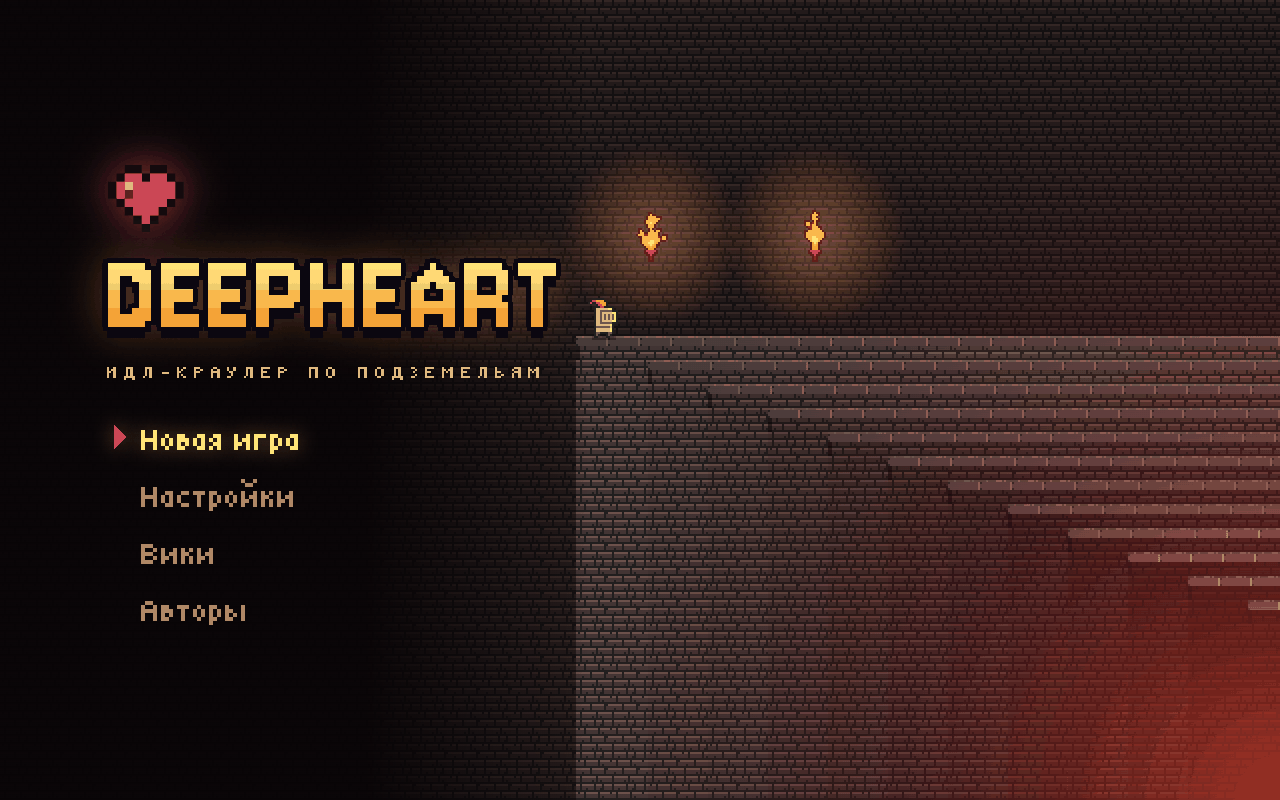 DEEPHEART
ИДЛ-КРАУЛЕР ПО ПОДЗЕМЕЛЬЯМ
Новая игра
Настройки
Вики
Авторы